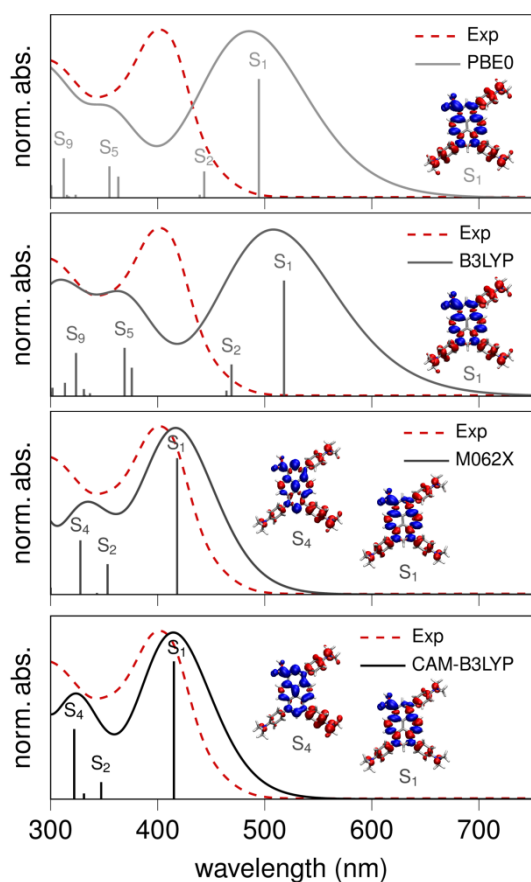 norm. abs.
Exp
PBE0
S1
S9
S5
S2
S1
norm. abs.
Exp
B3LYP
S1
S9
S5
S2
S1
norm. abs.
Exp
M062X
S1
S4
S2
S4
S1
norm. abs.
Exp
CAM-B3LYP
S1
S4
S2
S4
S1
300 400 500 600 700
wavelength (nm)